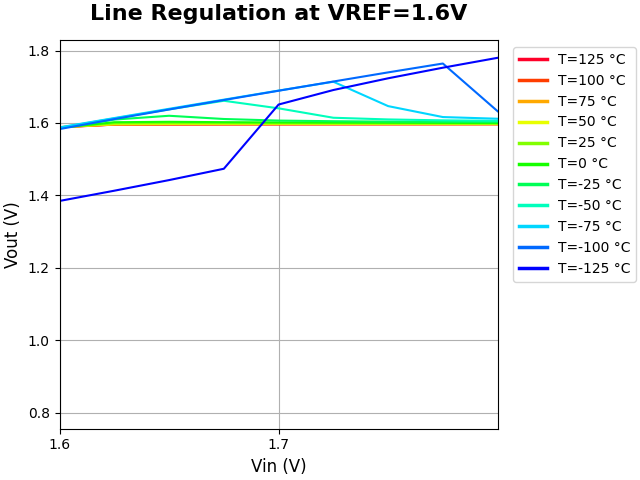 Line Regulation at VREF=1.6V
Vout (V)
1.8
1.6
1.4
1.2
1.0
0.8
1.6
1.7
Vin (V)
T=125 °C
T=100 °C
T=75 °C
T=50 °C
T=25 °C
T=0 °C
T=-25 °C
T=-50 °C
T=-75 °C
T=-100 °C
T=-125 °C